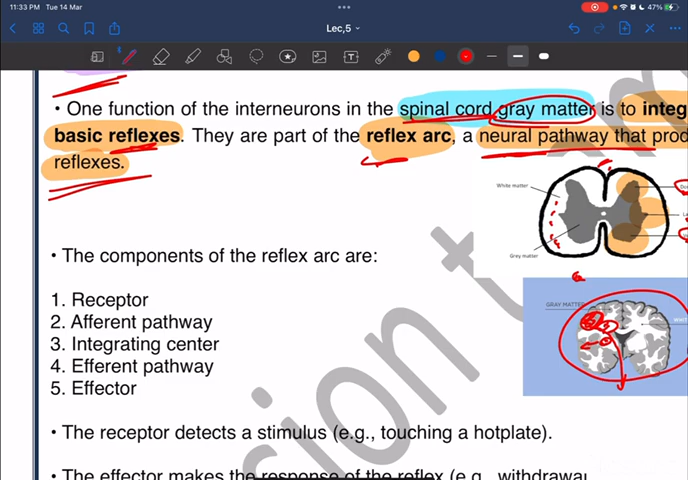 11:33 PM Tue 14 Mar
47%
Lec,5
• One function of the interneurons in the spinal cord gray matter is to integ
basic reflexes. They are part of the reflex arc, a neural pathway that prod
reflexes.
White matter
Grey matter
• The components of the reflex arc are:
1. Receptor
2. Afferent pathway
3. Integrating center
4. Efferent pathway
5. Effector
GRAY MATTER
• The receptor detects a stimulus (e.g., touching a hotplate).
• The effector makes the response of the reflex (e.g., withdrawal